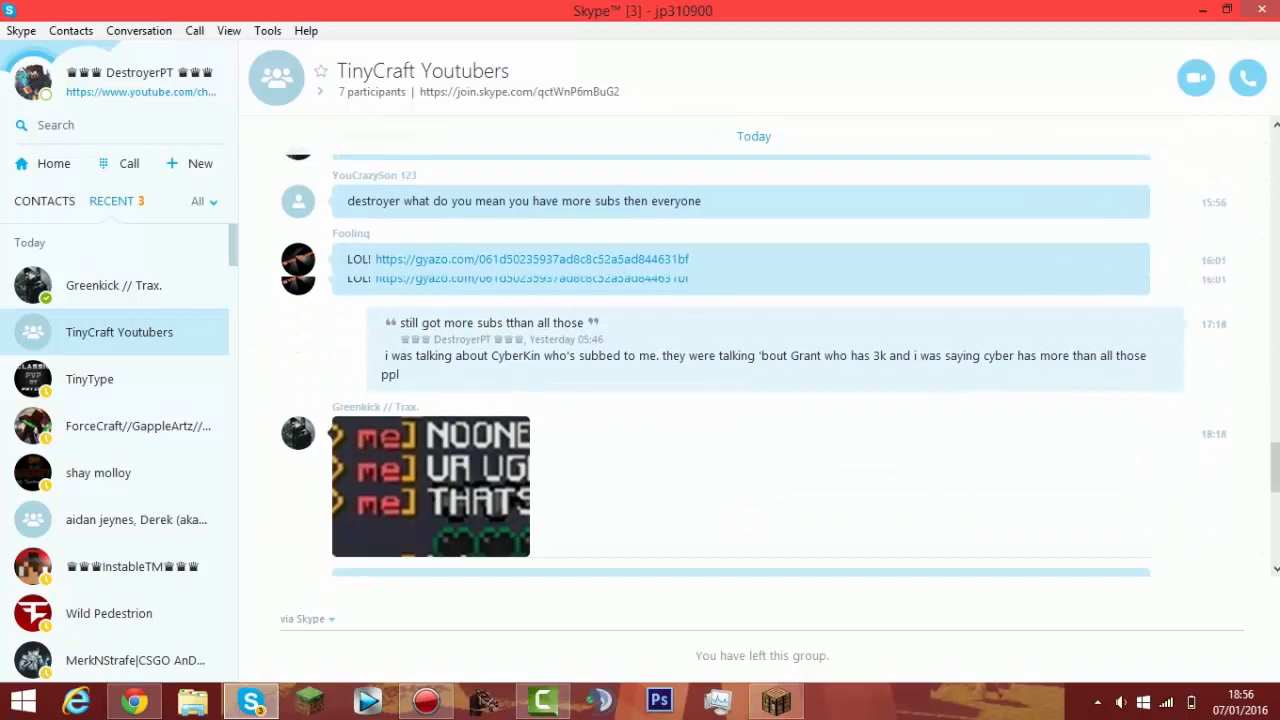 Skype™ [3] - jp310900
Skype Contacts Conversation Call View Tools Help
♛♛♛ DestroyerPT ♛♛♛
https://www.youtube.com/ch...
Search
Home Call New
CONTACTS RECENT 3 All
Today
Greenkick // Trax.
TinyCraft Youtubers
TinyType
ForceCraft//GappleArtz//...
shay molloy
aidan jeynes, Derek (aka...
♛♛♛InstableTM♛♛♛
Wild Pedestrion
MerkNStrafe|CSGO AnD...
TinyCraft Youtubers
7 participants | https://join.skype.com/qctWnP6mBuG2
Today
YouCrazySon 123
destroyer what do you mean you have more subs then everyone 15:56
Foolinq
LOL! https://gyazo.com/061d50235937ad8c8c52a5ad844631bf 16:01
LOL! https://gyazo.com/061d50235937ad8c8c52a5ad844631bf 16:01
❝ still got more subs tthan all those ❞ 17:18
♛♛♛ DestroyerPT ♛♛♛, Yesterday 05:46
i was talking about CyberKin who's subbed to me. they were talking 'bout Grant who has 3k and i was saying cyber has more than all those
ppl
Greenkick // Trax.
18:18
me] NOONE
me] UR UG
me] THATS
via Skype
You have left this group.
Ps
18:56
07/01/2016